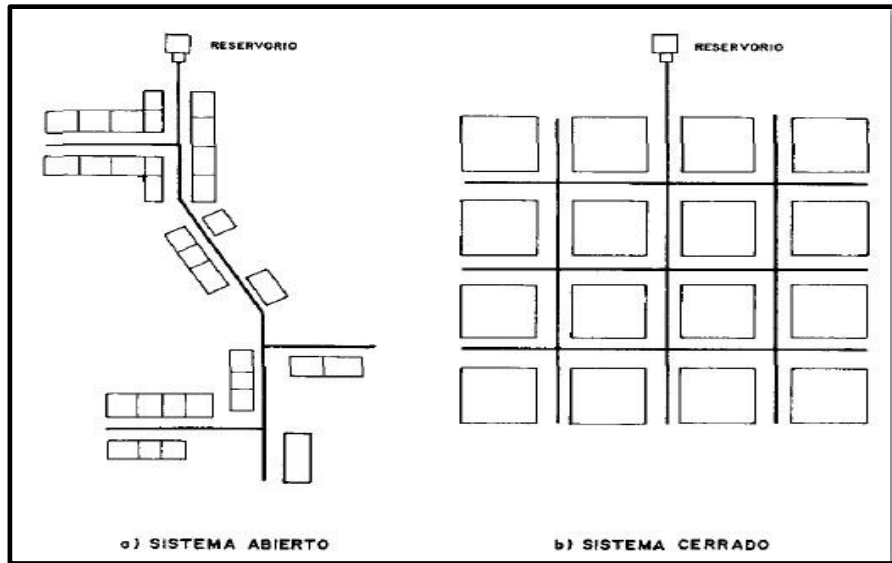 RESERVORIO
RESERVORIO
a) SISTEMA ABIERTO
b) SISTEMA CERRADO